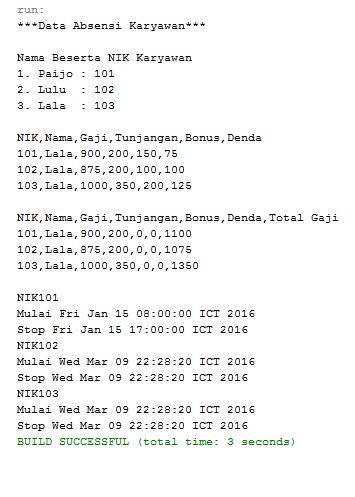 run:
***Data Absensi Karyawan***
Nama Beserta NIK Karyawan
1. Paijo : 101
2. Lulu  : 102
3. Lala  : 103
NIK,Nama,Gaji,Tunjangan,Bonus,Denda
101,Lala,900,200,150,75
102,Lala,875,200,100,100
103,Lala,1000,350,200,125
NIK,Nama,Gaji,Tunjangan,Bonus,Denda,Total Gaji
101,Lala,900,200,0,0,1100
102,Lala,875,200,0,0,1075
103,Lala,1000,350,0,0,1350
NIK101
Mulai Fri Jan 15 08:00:00 ICT 2016
Stop Fri Jan 15 17:00:00 ICT 2016
NIK102
Mulai Wed Mar 09 22:28:20 ICT 2016
Stop Wed Mar 09 22:28:20 ICT 2016
NIK103
Mulai Wed Mar 09 22:28:20 ICT 2016
Stop Wed Mar 09 22:28:20 ICT 2016
BUILD SUCCESSFUL (total time: 3 seconds)